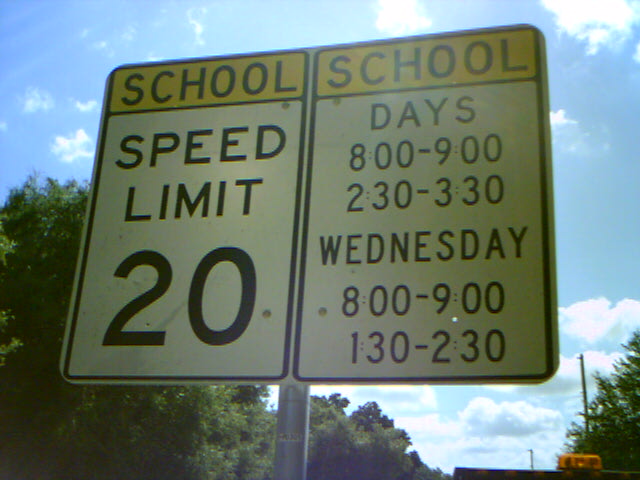 SCHOOL
SPEED
LIMIT
20
SCHOOL
DAYS
8:00-9:00
2:30-3:30
WEDNESDAY
8:00-9:00
1:30-2:30